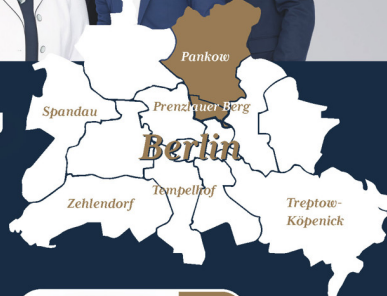 Pankow
Spandau
Prenzlauer Berg
Berlin
Tempelhof
Zehlendorf
Treptow-
Köpenick